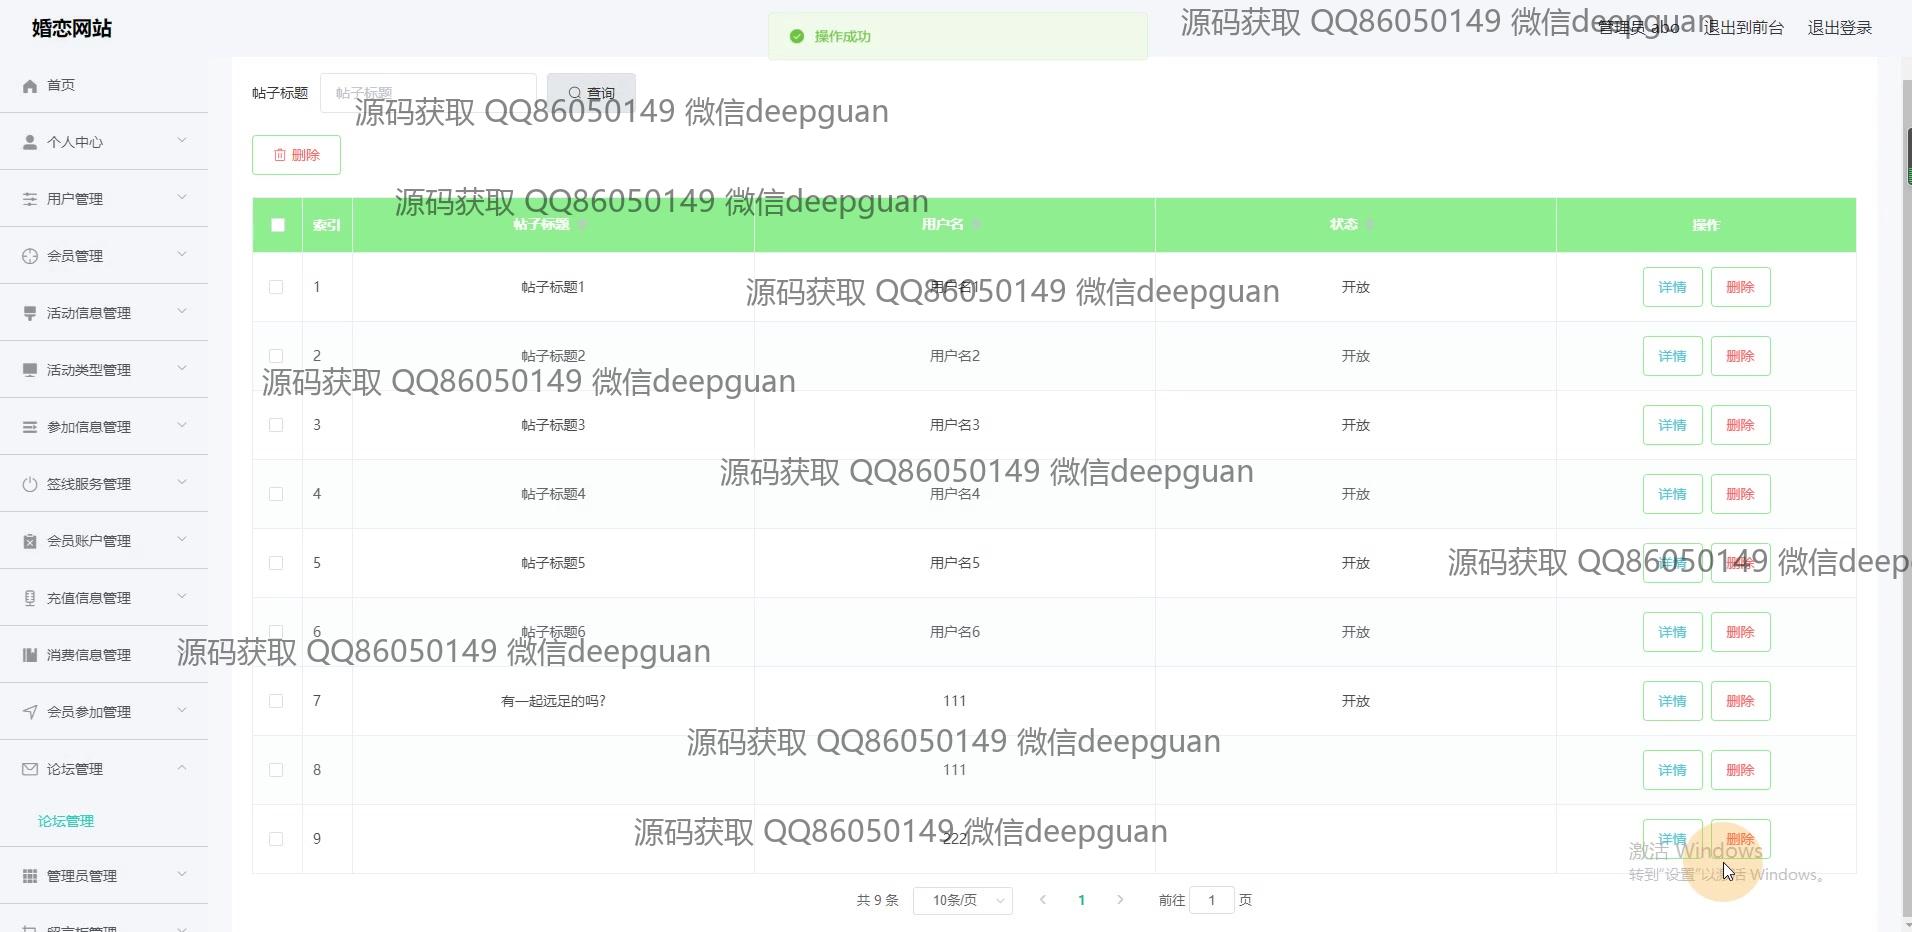 婚恋网站
操作成功
源码获取 QQ86050149 微信deepguan
管理员 abo 退出到前台 退出登录
首页
个人中心
用户管理
会员管理
活动信息管理
活动类型管理
参加信息管理
签线服务管理
会员账户管理
充值信息管理
消费信息管理
会员参加管理
论坛管理
论坛管理
管理员管理
留言板管理
帖子标题 帖子标题 查询
源码获取 QQ86050149 微信deepguan
删除
源码获取 QQ86050149 微信deepguan
索引 帖子标题 用户名 状态 操作
1 帖子标题1 用户名1 开放 详情 删除
源码获取 QQ86050149 微信deepguan
2 帖子标题2 用户名2 开放 详情 删除
源码获取 QQ86050149 微信deepguan
3 帖子标题3 用户名3 开放 详情 删除
源码获取 QQ86050149 微信deepguan
4 帖子标题4 用户名4 开放 详情 删除
5 帖子标题5 用户名5 开放 详情 删除
源码获取 QQ86050149 微信deep
6 帖子标题6 用户名6 开放 详情 删除
源码获取 QQ86050149 微信deepguan
7 有一起远足的吗? 111 开放 详情 删除
源码获取 QQ86050149 微信deepguan
8 111 详情 删除
源码获取 QQ86050149 微信deepguan
9 222 详情 删除
激活 Windows
转到"设置"以激活 Windows。
共 9 条 10条/页 1 前往 1 页